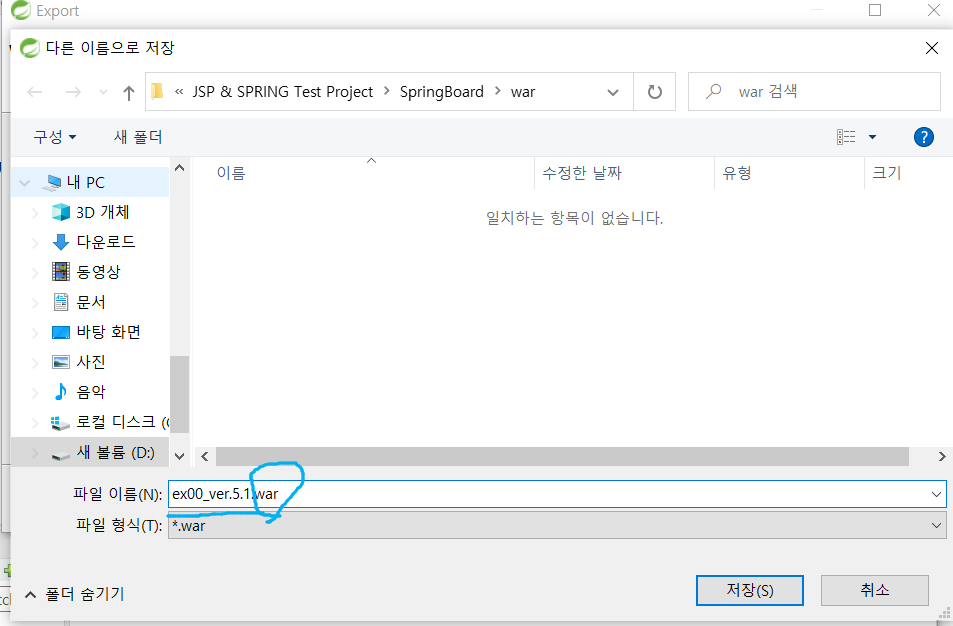 Export
다른 이름으로 저장
« JSP & SPRING Test Project > SpringBoard > war
war 검색
구성 새 폴더
?
이름 수정한 날짜 유형 크기
일치하는 항목이 없습니다.
내 PC
3D 개체
다운로드
동영상
문서
바탕 화면
사진
음악
로컬 디스크 (C
새 볼륨 (D:)
파일 이름(N): ex00_ver.5.1.war
파일 형식(T): *.war
폴더 숨기기
저장(S) 취소